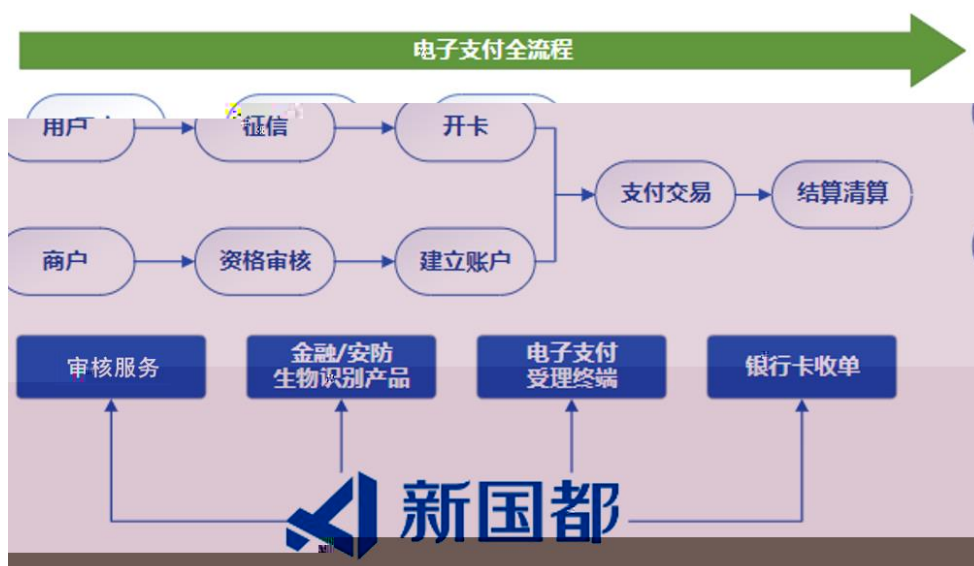 电子支付全流程
用户
征信
开卡
支付交易
结算清算
商户
资格审核
建立账户
审核服务
金融/安防
生物识别产品
电子支付
受理终端
银行卡收单
新国都